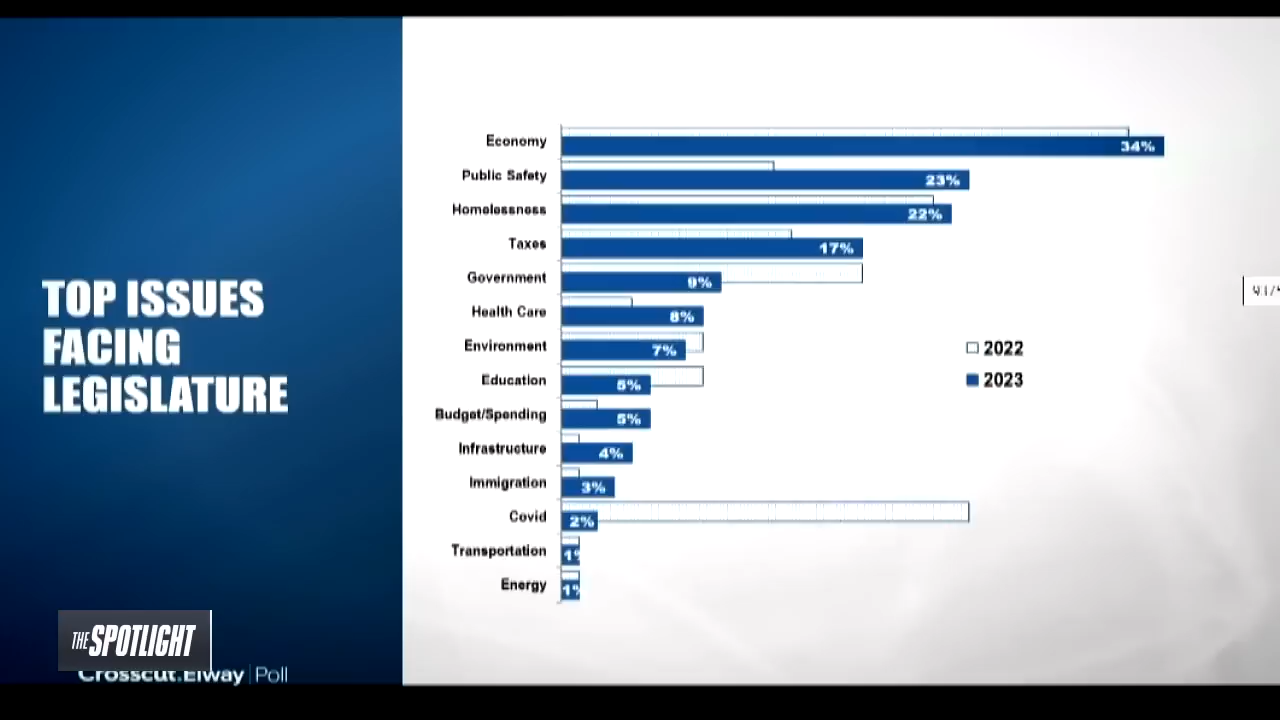 TOP ISSUES
FACING
LEGISLATURE
THE SPOTLIGHT
Crosscut.Elway | Poll
Economy 34%
Public Safety 23%
Homelessness 22%
Taxes 17%
Government 9%
Health Care 8%
Environment 7%
Education 5%
Budget/Spending 5%
Infrastructure 4%
Immigration 3%
Covid 2%
Transportation 1%
Energy 1%
2022
2023